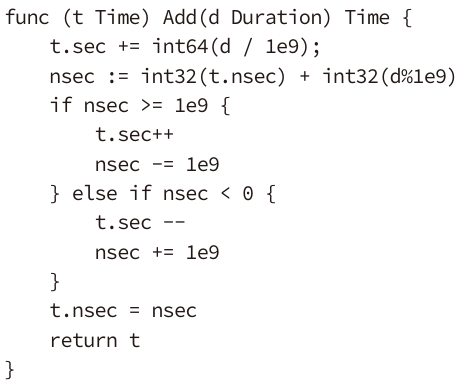 func (t Time) Add(d Duration) Time {
    t.sec += int64(d / 1e9);
    nsec := int32(t.nsec) + int32(d%1e9)
    if nsec >= 1e9 {
        t.sec++
        nsec -= 1e9
    } else if nsec < 0 {
        t.sec --
        nsec += 1e9
    }
    t.nsec = nsec
    return t
}